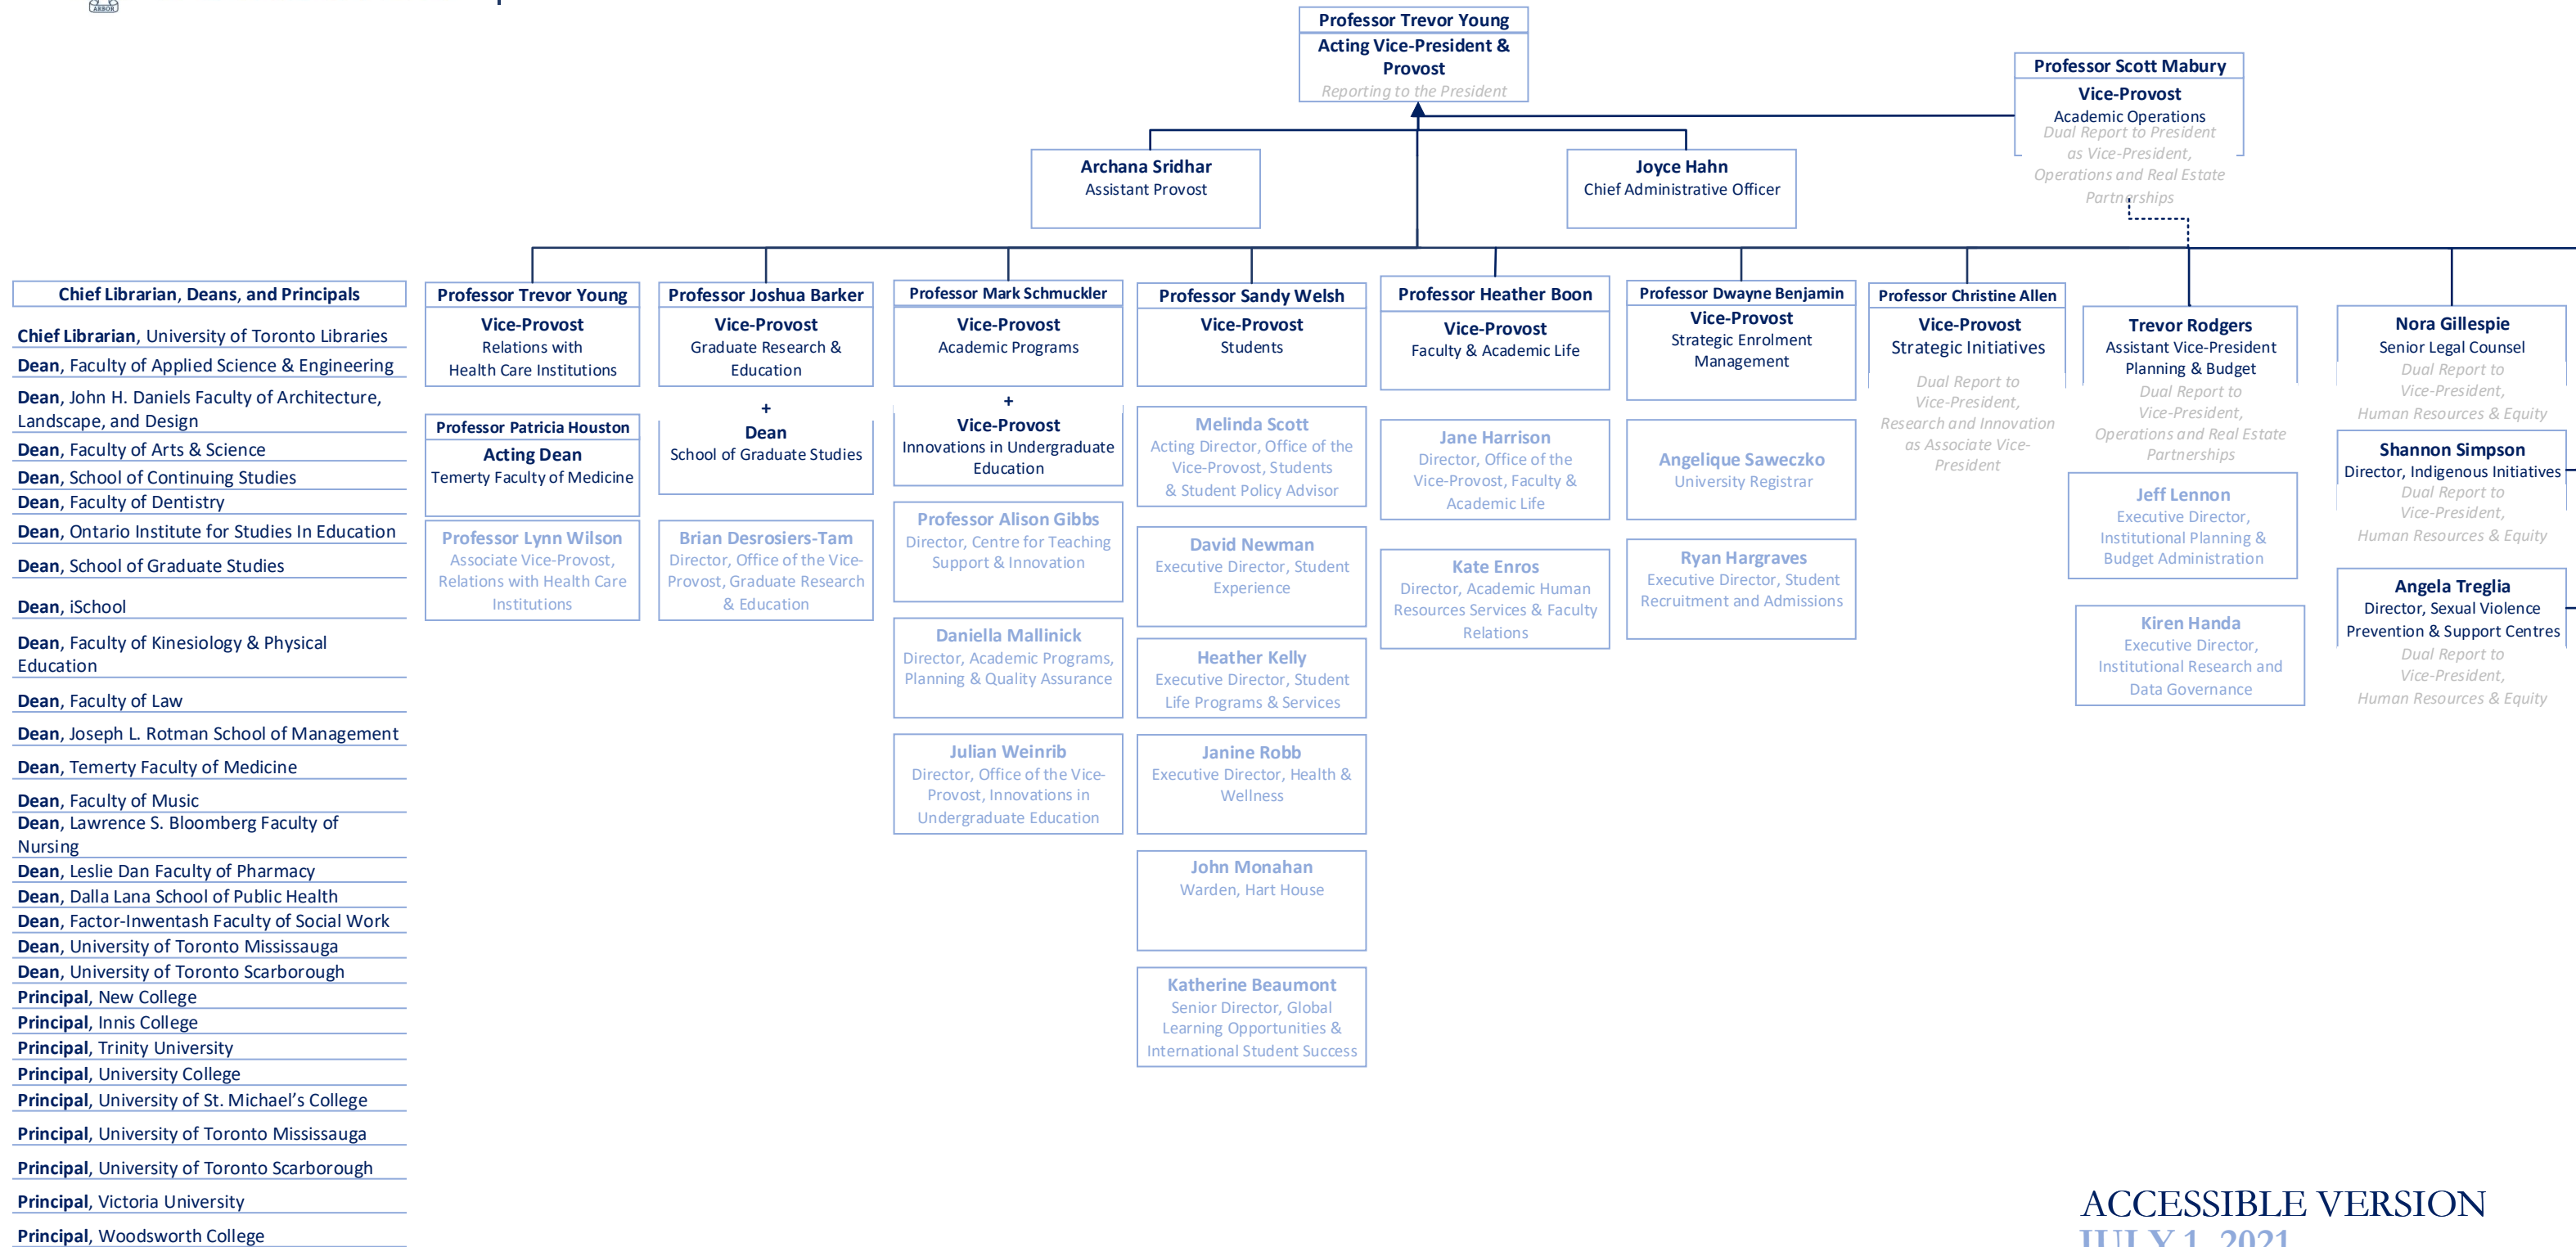 ARBOR
Professor Trevor Young
Acting Vice-President &
Provost
Reporting to the President
Professor Scott Mabury
Vice-Provost
Academic Operations
Dual Report to President
as Vice-President,
Operations and Real Estate
Partnerships
Archana Sridhar
Assistant Provost
Joyce Hahn
Chief Administrative Officer
Chief Librarian, Deans, and Principals
Chief Librarian, University of Toronto Libraries
Dean, Faculty of Applied Science & Engineering
Dean, John H. Daniels Faculty of Architecture,
Landscape, and Design
Dean, Faculty of Arts & Science
Dean, School of Continuing Studies
Dean, Faculty of Dentistry
Dean, Ontario Institute for Studies In Education
Dean, School of Graduate Studies
Dean, iSchool
Dean, Faculty of Kinesiology & Physical
Education
Dean, Faculty of Law
Dean, Joseph L. Rotman School of Management
Dean, Temerty Faculty of Medicine
Dean, Faculty of Music
Dean, Lawrence S. Bloomberg Faculty of
Nursing
Dean, Leslie Dan Faculty of Pharmacy
Dean, Dalla Lana School of Public Health
Dean, Factor-Inwentash Faculty of Social Work
Dean, University of Toronto Mississauga
Dean, University of Toronto Scarborough
Principal, New College
Principal, Innis College
Principal, Trinity University
Principal, University College
Principal, University of St. Michael’s College
Principal, University of Toronto Mississauga
Principal, University of Toronto Scarborough
Principal, Victoria University
Principal, Woodsworth College
Professor Trevor Young
Vice-Provost
Relations with
Health Care Institutions
Professor Patricia Houston
Acting Dean
Temerty Faculty of Medicine
Professor Lynn Wilson
Associate Vice-Provost,
Relations with Health Care
Institutions
Professor Joshua Barker
Vice-Provost
Graduate Research &
Education
+
Dean
School of Graduate Studies
Brian Desrosiers-Tam
Director, Office of the Vice-
Provost, Graduate Research
& Education
Professor Mark Schmuckler
Vice-Provost
Academic Programs
+
Vice-Provost
Innovations in Undergraduate
Education
Professor Alison Gibbs
Director, Centre for Teaching
Support & Innovation
Daniella Mallinick
Director, Academic Programs,
Planning & Quality Assurance
Julian Weinrib
Director, Office of the Vice-
Provost, Innovations in
Undergraduate Education
Professor Sandy Welsh
Vice-Provost
Students
Melinda Scott
Acting Director, Office of the
Vice-Provost, Students
& Student Policy Advisor
David Newman
Executive Director, Student
Experience
Heather Kelly
Executive Director, Student
Life Programs & Services
Janine Robb
Executive Director, Health &
Wellness
John Monahan
Warden, Hart House
Katherine Beaumont
Senior Director, Global
Learning Opportunities &
International Student Success
Professor Heather Boon
Vice-Provost
Faculty & Academic Life
Jane Harrison
Director, Office of the
Vice-Provost, Faculty &
Academic Life
Kate Enros
Director, Academic Human
Resources Services & Faculty
Relations
Professor Dwayne Benjamin
Vice-Provost
Strategic Enrolment
Management
Angelique Saweczko
University Registrar
Ryan Hargraves
Executive Director, Student
Recruitment and Admissions
Professor Christine Allen
Vice-Provost
Strategic Initiatives
Dual Report to
Vice-President,
Research and Innovation
as Associate Vice-
President
Trevor Rodgers
Assistant Vice-President
Planning & Budget
Dual Report to
Vice-President,
Operations and Real Estate
Partnerships
Jeff Lennon
Executive Director,
Institutional Planning &
Budget Administration
Kiren Handa
Executive Director,
Institutional Research and
Data Governance
Nora Gillespie
Senior Legal Counsel
Dual Report to
Vice-President,
Human Resources & Equity
Shannon Simpson
Director, Indigenous Initiatives
Dual Report to
Vice-President,
Human Resources & Equity
Angela Treglia
Director, Sexual Violence
Prevention & Support Centres
Dual Report to
Vice-President,
Human Resources & Equity
ACCESSIBLE VERSION
JULY 1, 2021